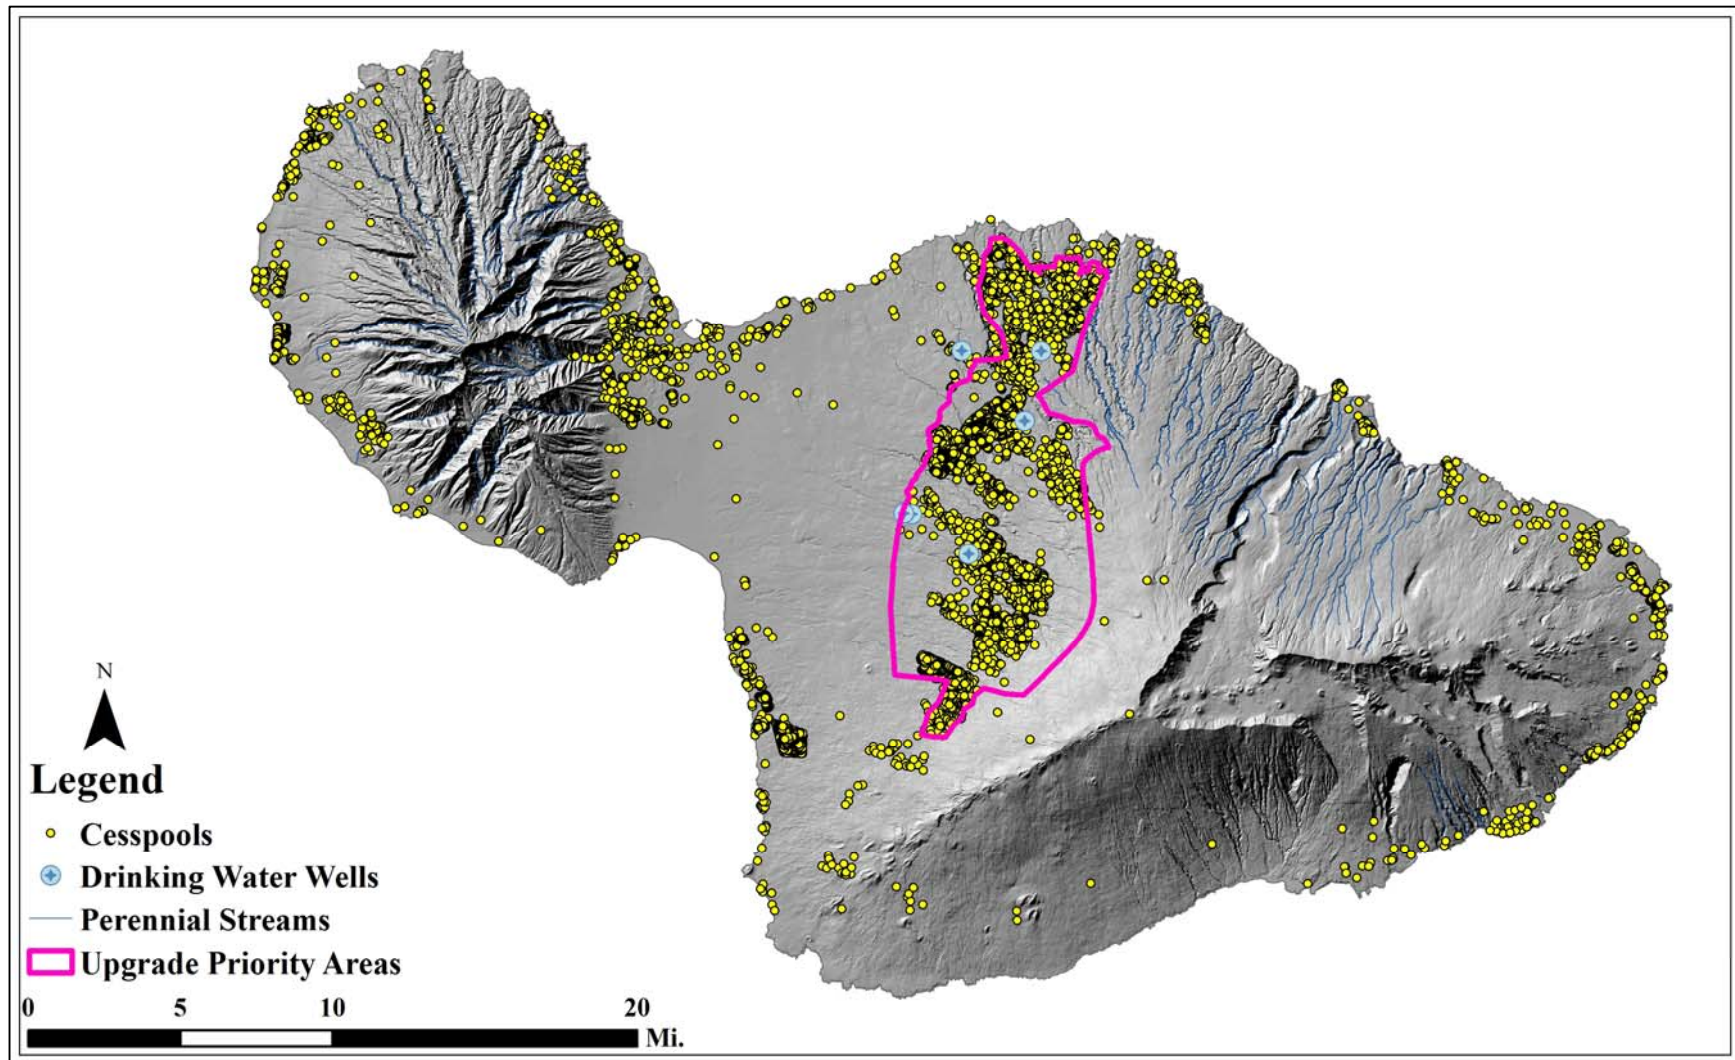 N
Legend
Cesspools
Drinking Water Wells
Perennial Streams
Upgrade Priority Areas
0 5 10 20
Mi.